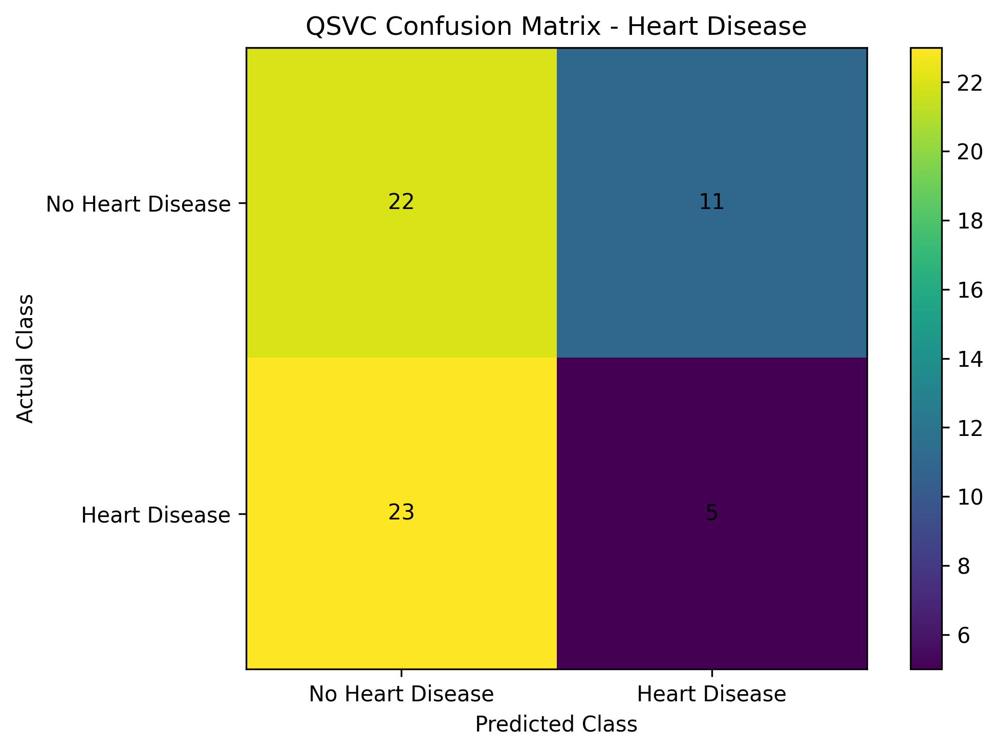 QSVC Confusion Matrix - Heart Disease
Actual Class
No Heart Disease
Heart Disease
22
11
23
5
No Heart Disease
Heart Disease
Predicted Class
22
20
18
16
14
12
10
8
6